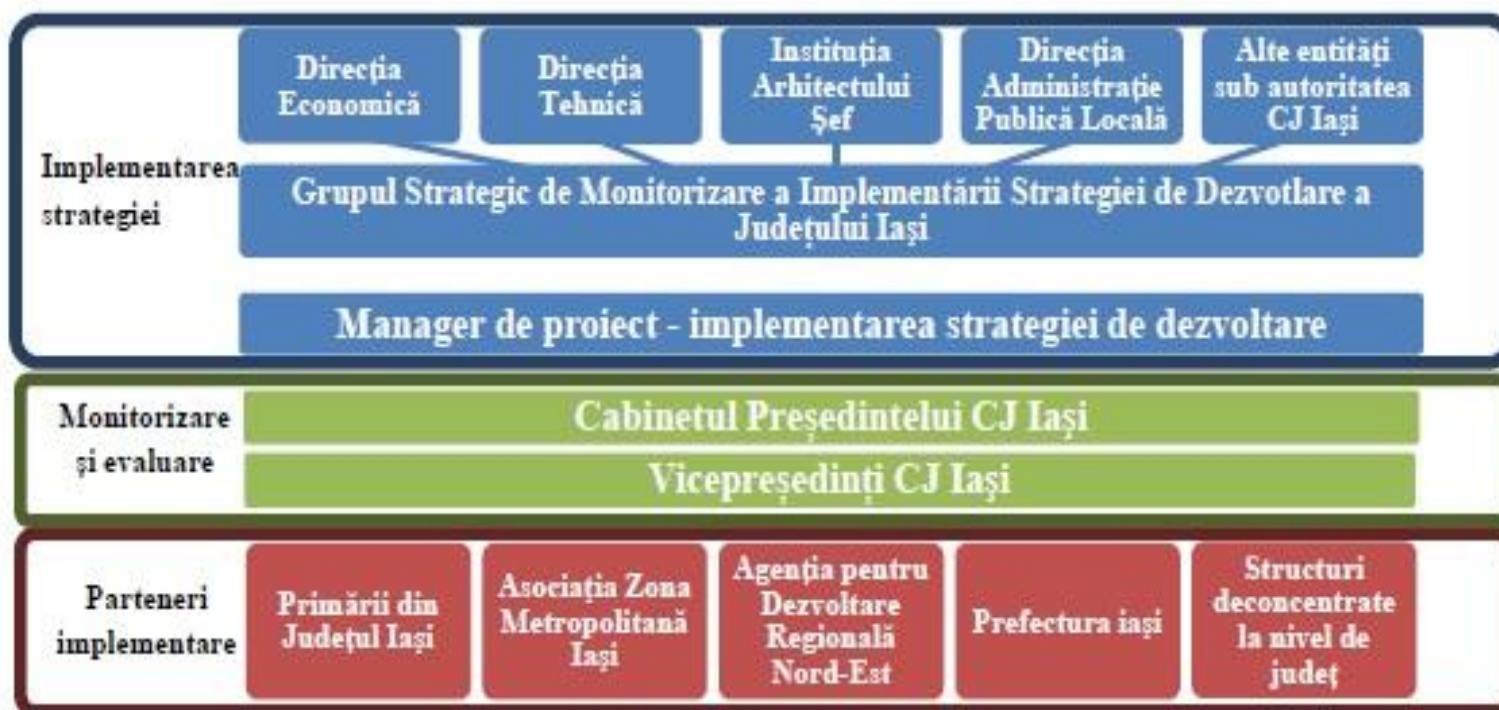 Implementarea
strategiei
Direcția
Economică
Direcția
Tehnică
Instituția
Arhitectului
Șef
Direcția
Administrație
Publică Locală
Alte entități
sub autoritatea
CJ Iași
Grupul Strategic de Monitorizare a Implementării Strategiei de Dezvotlare a
Județului Iași
Manager de proiect - implementarea strategiei de dezvoltare
Monitorizare
și evaluare
Cabinetul Președintelui CJ Iași
Vicepreședinți CJ Iași
Parteneri
implementare
Primării din
Județul Iași
Asociația Zona
Metropolitană
Iași
Agenția pentru
Dezvoltare
Regională
Nord-Est
Prefectura iași
Structuri
deconcentrate
la nivel de
județ